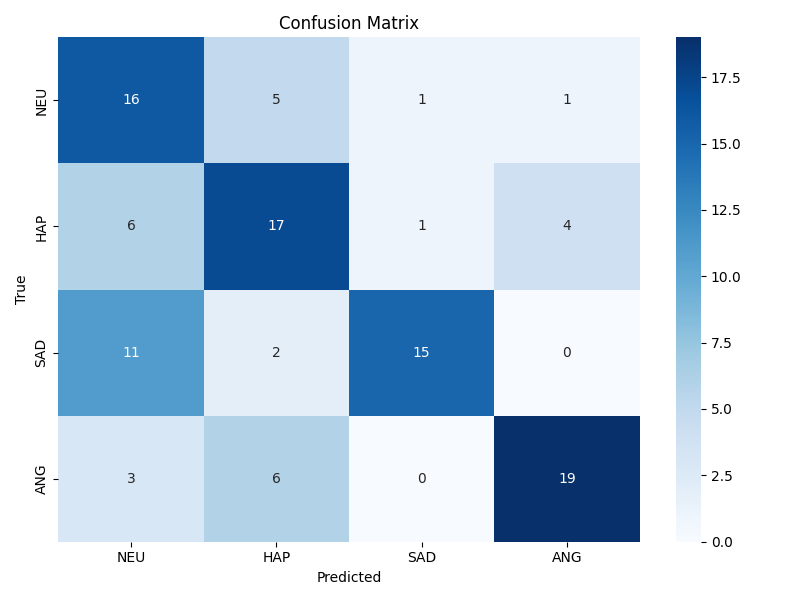 Confusion Matrix
NEU 16 5 1 1
HAP 6 17 1 4
SAD 11 2 15 0
ANG 3 6 0 19
True
NEU HAP SAD ANG
Predicted
17.5
15.0
12.5
10.0
7.5
5.0
2.5
0.0